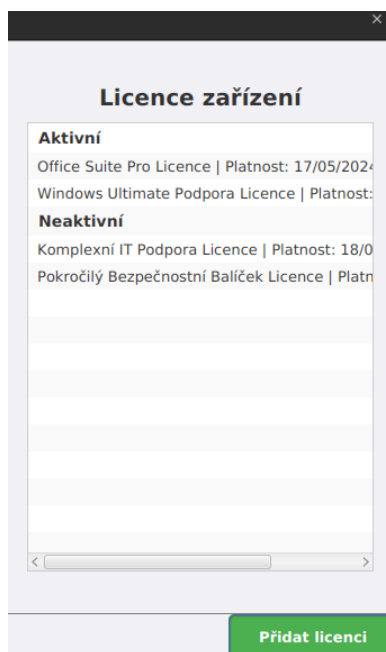 Licence zařízení
Aktivní
Office Suite Pro Licence | Platnost: 17/05/2024
Windows Ultimate Podpora Licence | Platnost:
Neaktivní
Komplexní IT Podpora Licence | Platnost: 18/0
Pokročilý Bezpečnostní Balíček Licence | Platn
Přidat licenci